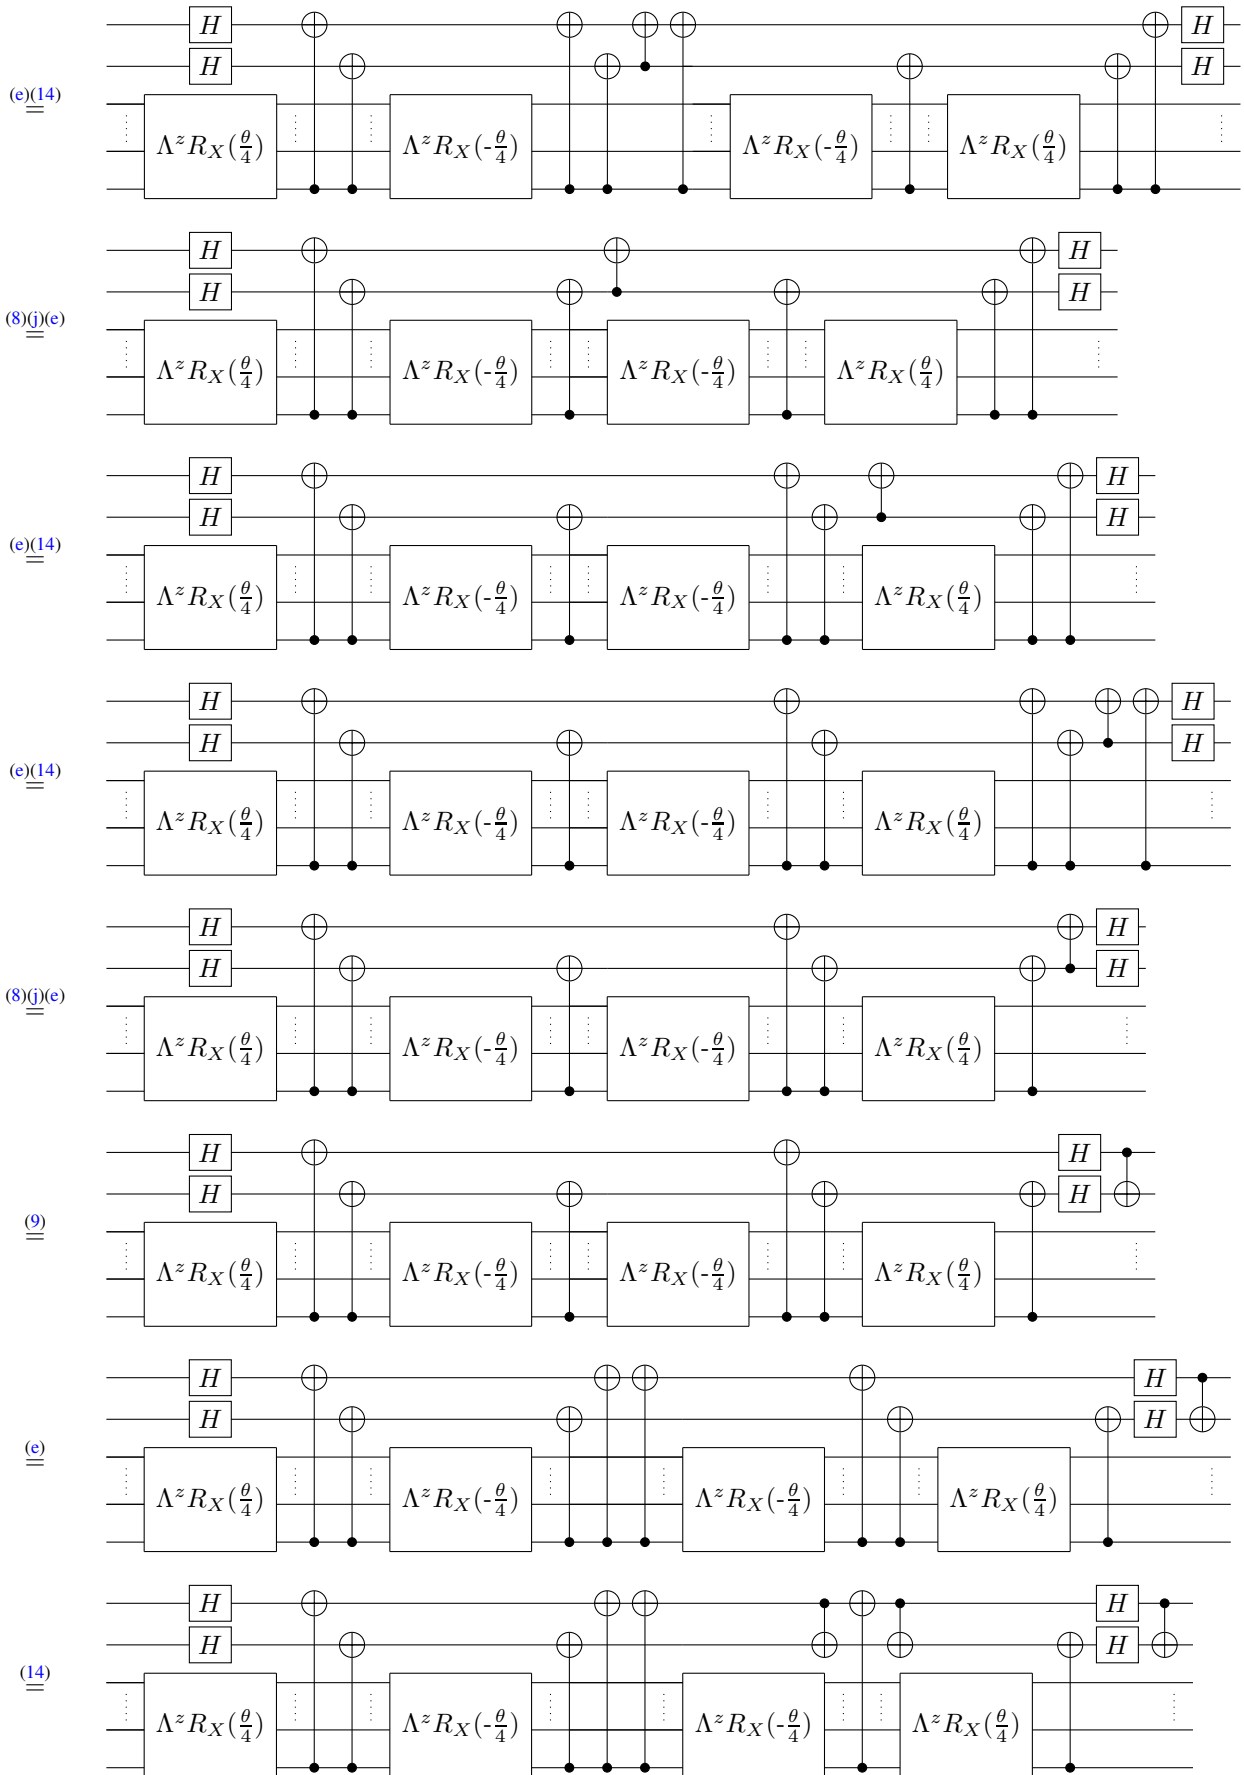 H H
H H
(e)(14)
=
Λ^z R_X(θ/4) Λ^z R_X(-θ/4) Λ^z R_X(-θ/4) Λ^z R_X(θ/4)
H H
H H
(8)(j)(e)
=
Λ^z R_X(θ/4) Λ^z R_X(-θ/4) Λ^z R_X(-θ/4) Λ^z R_X(θ/4)
H H
H H
(e)(14)
=
Λ^z R_X(θ/4) Λ^z R_X(-θ/4) Λ^z R_X(-θ/4) Λ^z R_X(θ/4)
H H
H H
(e)(14)
=
Λ^z R_X(θ/4) Λ^z R_X(-θ/4) Λ^z R_X(-θ/4) Λ^z R_X(θ/4)
H H
H H
(8)(j)(e)
=
Λ^z R_X(θ/4) Λ^z R_X(-θ/4) Λ^z R_X(-θ/4) Λ^z R_X(θ/4)
H H
H H
(9)
=
Λ^z R_X(θ/4) Λ^z R_X(-θ/4) Λ^z R_X(-θ/4) Λ^z R_X(θ/4)
H H
H H
(e)
=
Λ^z R_X(θ/4) Λ^z R_X(-θ/4) Λ^z R_X(-θ/4) Λ^z R_X(θ/4)
H H
H H
(14)
=
Λ^z R_X(θ/4) Λ^z R_X(-θ/4) Λ^z R_X(-θ/4) Λ^z R_X(θ/4)